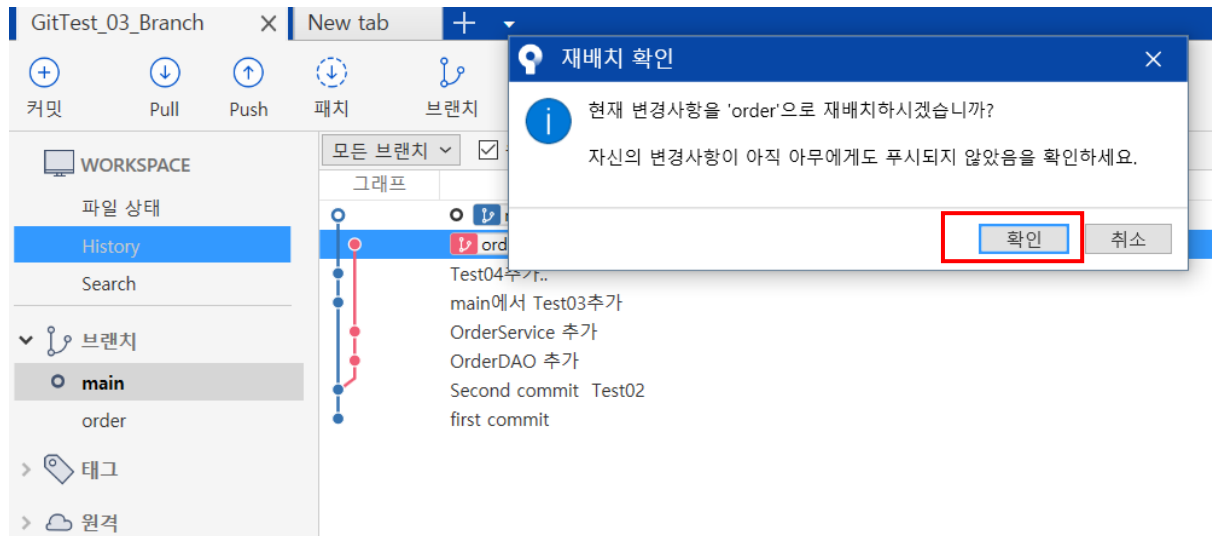 GitTest_03_Branch
New tab
커밋
Pull
Push
패치
브랜치
재배치 확인
현재 변경사항을 'order'으로 재배치하시겠습니까?
자신의 변경사항이 아직 아무에게도 푸시되지 않았음을 확인하세요.
확인
취소
WORKSPACE
파일 상태
History
Search
브랜치
main
order
태그
원격
모든 브랜치
그래프
ord
Test04추가..
main에서 Test03추가
OrderService 추가
OrderDAO 추가
Second commit Test02
first commit